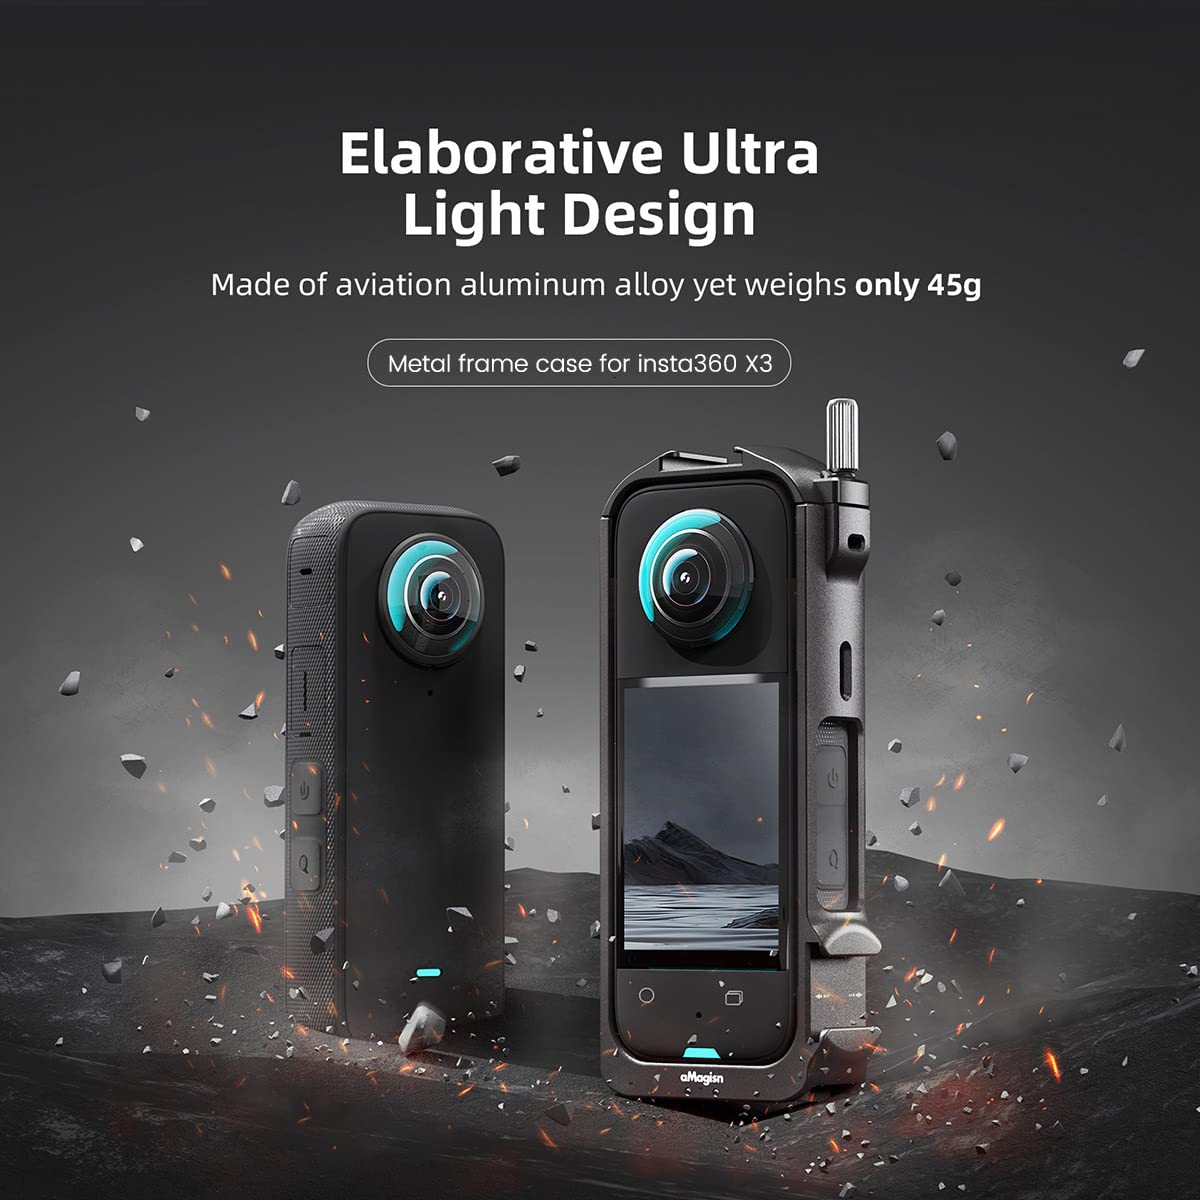 Elaborative Ultra
Light Design
Made of aviation aluminum alloy yet weighs only 45g
Metal frame case for insta360 X3
Q
Q
aMagisn